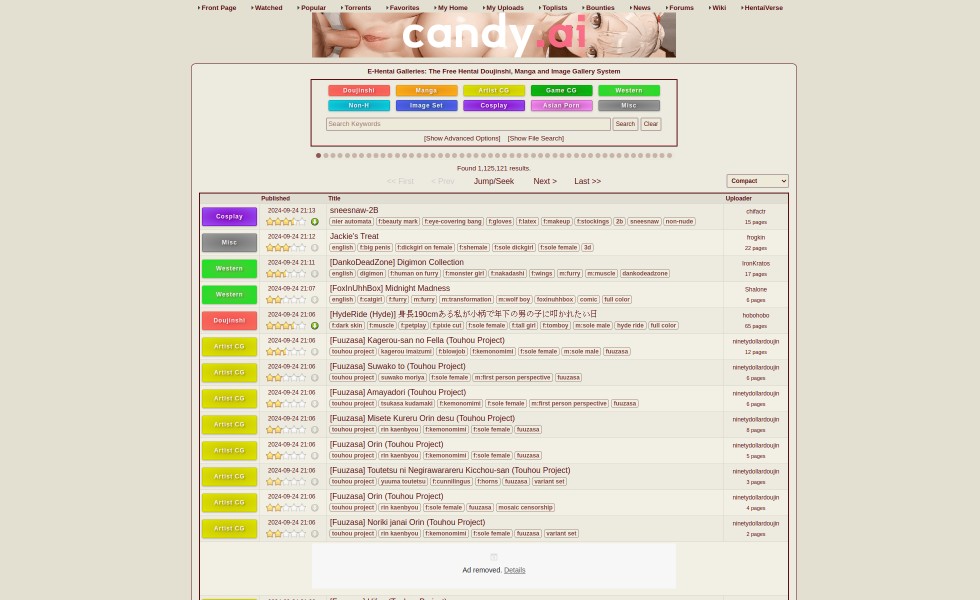 Front Page Watched Popular Torrents Favorites My Home My Uploads Toplists Bounties News Forums Wiki HentaiVerse
candy.ai
E-Hentai Galleries: The Free Hentai Doujinshi, Manga and Image Gallery System
Doujinshi Manga Artist CG Game CG Western
Non-H Image Set Cosplay Asian Porn Misc
Search Keywords Search Clear
[Show Advanced Options] [Show File Search]
Found 1,125,121 results.
<< First < Prev Jump/Seek Next > Last >> Compact
Published Title Uploader
Cosplay 2024-09-24 21:13 sneesnaw-2B chifactr
nier automata f:beauty mark f:eye-covering bang f:gloves f:latex f:makeup f:stockings 2b sneesnaw non-nude 15 pages
Misc 2024-09-24 21:12 Jackie's Treat frogkin
english f:big penis f:dickgirl on female f:shemale f:sole dickgirl f:sole female 3d 22 pages
Western 2024-09-24 21:11 [DankoDeadZone] Digimon Collection IronKratos
english digimon f:human on furry f:monster girl f:nakadashi f:wings m:furry m:muscle dankodeadzone 17 pages
Western 2024-09-24 21:07 [FoxInUhhBox] Midnight Madness Shalone
english f:catgirl f:furry m:furry m:transformation m:wolf boy foxinuhhbox comic full color 6 pages
Doujinshi 2024-09-24 21:06 [HydeRide (Hyde)] 身長190cmある私が小柄で年下の男の子に叩かれたい日 hobohobo
f:dark skin f:muscle f:petplay f:pixie cut f:sole female f:tall girl f:tomboy m:sole male hyde ride full color 65 pages
Artist CG 2024-09-24 21:06 [Fuuzasa] Kagerou-san no Fella (Touhou Project) ninetydollardoujin
touhou project kagerou imaizumi f:blowjob f:kemonomimi f:sole female m:sole male fuuzasa 12 pages
Artist CG 2024-09-24 21:06 [Fuuzasa] Suwako to (Touhou Project) ninetydollardoujin
touhou project suwako moriya f:sole female m:first person perspective fuuzasa 6 pages
Artist CG 2024-09-24 21:06 [Fuuzasa] Amayadori (Touhou Project) ninetydollardoujin
touhou project tsukasa kudamaki f:kemonomimi f:sole female m:first person perspective fuuzasa 6 pages
Artist CG 2024-09-24 21:06 [Fuuzasa] Misete Kureru Orin desu (Touhou Project) ninetydollardoujin
touhou project rin kaenbyou f:kemonomimi f:sole female fuuzasa 8 pages
Artist CG 2024-09-24 21:06 [Fuuzasa] Orin (Touhou Project) ninetydollardoujin
touhou project rin kaenbyou f:kemonomimi f:sole female fuuzasa 5 pages
Artist CG 2024-09-24 21:06 [Fuuzasa] Toutetsu ni Negirawarareru Kicchou-san (Touhou Project) ninetydollardoujin
touhou project yuuma toutetsu f:cunnilingus f:horns fuuzasa variant set 3 pages
Artist CG 2024-09-24 21:06 [Fuuzasa] Orin (Touhou Project) ninetydollardoujin
touhou project rin kaenbyou f:sole female fuuzasa mosaic censorship 4 pages
Artist CG 2024-09-24 21:06 [Fuuzasa] Noriki janai Orin (Touhou Project) ninetydollardoujin
touhou project rin kaenbyou f:kemonomimi f:sole female fuuzasa variant set 2 pages
Ad removed. Details